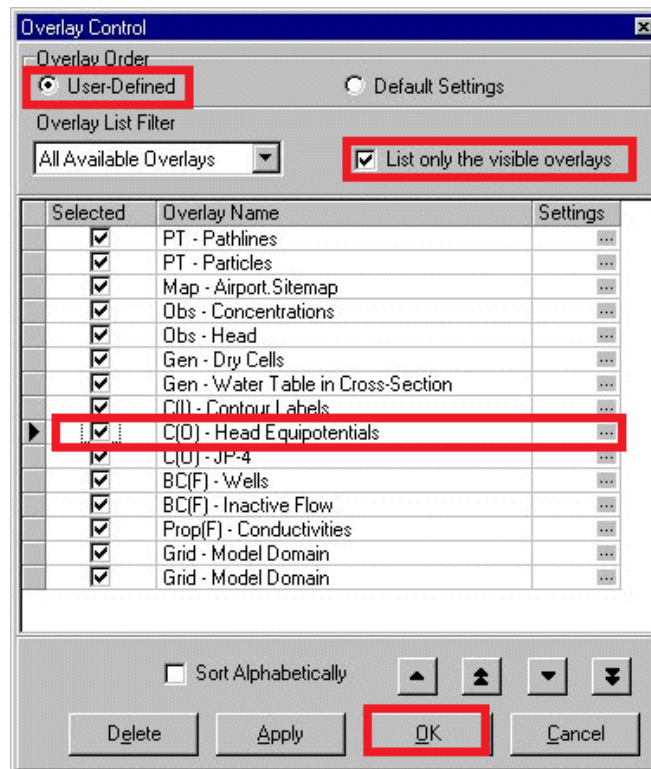 Overlay Control
Overlay Order
User-Defined
Default Settings
Overlay List Filter
All Available Overlays
List only the visible overlays
Selected Overlay Name Settings
PT - Pathlines ...
PT - Particles ...
Map - Airport.Sitemap ...
Obs - Concentrations ...
Obs - Head ...
Gen - Dry Cells ...
Gen - Water Table in Cross-Section ...
C(I) - Contour Labels ...
C(O) - Head Equipotentials ...
C(O) - JP-4 ...
BC(F) - Wells ...
BC(F) - Inactive Flow ...
Prop(F) - Conductivities ...
Grid - Model Domain ...
Grid - Model Domain ...
Sort Alphabetically
Delete Apply OK Cancel